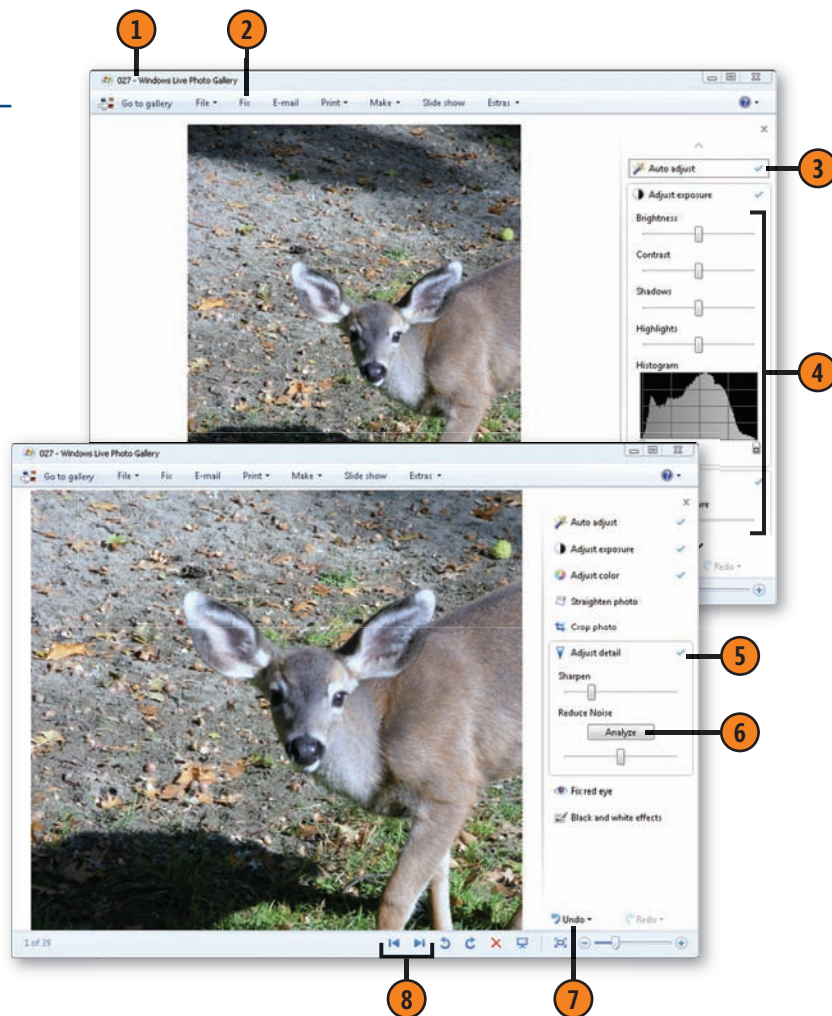 1
2
027 - Windows Live Photo Gallery
Go to gallery File Fix E-mail Print Make Slide show Extras
Auto adjust
3
Adjust exposure
Brightness
Contrast
Shadows
Highlights
Histogram
4
Redo
027 - Windows Live Photo Gallery
Go to gallery File Fix E-mail Print Make Slide show Extras
Auto adjust
Adjust exposure
Adjust color
Straighten photo
Crop photo
Adjust detail
5
Sharpen
Reduce Noise
Analyze
6
Fix red eye
Black and white effects
Undo Redo
1 of 39
8
7